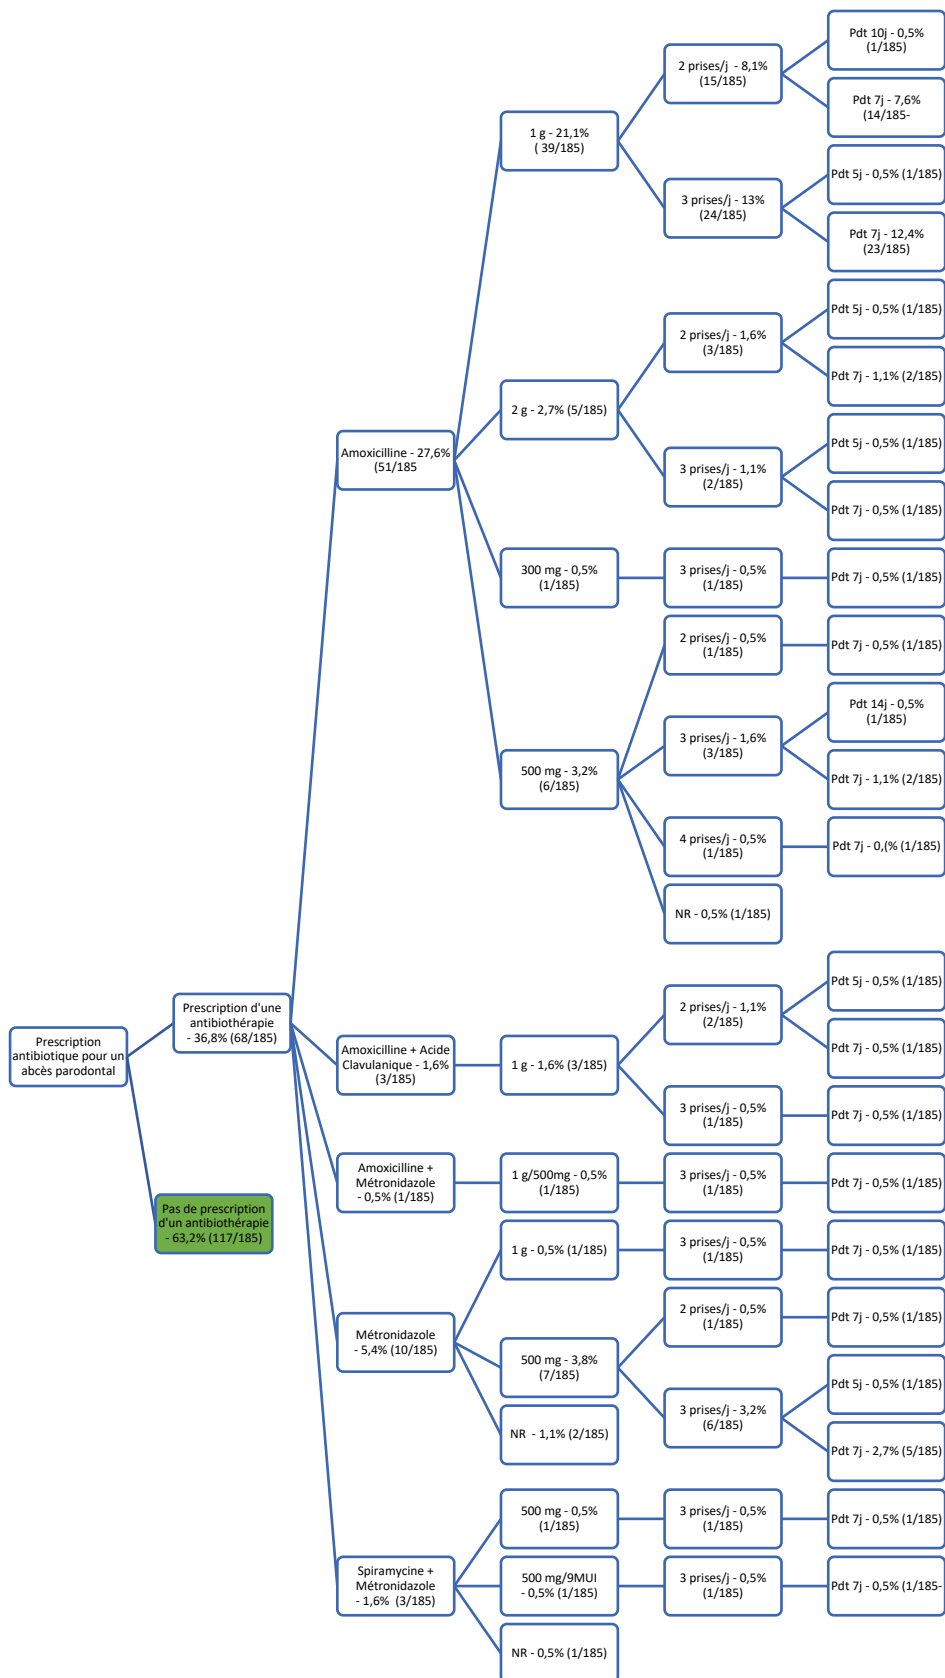 Prescription
antibiotique pour un
abcès parodontal
Prescription d'une
antibiothérapie
- 36,8% (68/185)
Amoxicilline - 27,6%
(51/185
1 g - 21,1%
( 39/185)
2 prises/j  - 8,1%
(15/185)
Pdt 10j - 0,5%
(1/185)
Pdt 7j - 7,6%
(14/185-
3 prises/j - 13%
(24/185)
Pdt 5j - 0,5% (1/185)
Pdt 7j - 12,4%
(23/185)
2 g - 2,7% (5/185)
2 prises/j - 1,6%
(3/185)
Pdt 5j - 0,5% (1/185)
Pdt 7j - 1,1% (2/185)
3 prises/j - 1,1%
(2/185)
Pdt 5j - 0,5% (1/185)
Pdt 7j - 0,5% (1/185)
300 mg - 0,5%
(1/185)
3 prises/j - 0,5%
(1/185)
Pdt 7j - 0,5% (1/185)
500 mg - 3,2%
(6/185)
2 prises/j - 0,5%
(1/185)
Pdt 7j - 0,5% (1/185)
3 prises/j - 1,6%
(3/185)
Pdt 14j - 0,5%
(1/185)
Pdt 7j - 1,1% (2/185)
4 prises/j - 0,5%
(1/185)
Pdt 7j - 0,(% (1/185)
NR - 0,5% (1/185)
Amoxicilline + Acide
Clavulanique - 1,6%
(3/185)
1 g - 1,6% (3/185)
2 prises/j - 1,1%
(2/185)
Pdt 5j - 0,5% (1/185)
Pdt 7j - 0,5% (1/185)
3 prises/j - 0,5%
(1/185)
Pdt 7j - 0,5% (1/185)
Amoxicilline +
Métronidazole
- 0,5% (1/185)
1 g/500mg - 0,5%
(1/185)
3 prises/j - 0,5%
(1/185)
Pdt 7j - 0,5% (1/185)
Métronidazole
- 5,4% (10/185)
1 g - 0,5% (1/185)
3 prises/j - 0,5%
(1/185)
Pdt 7j - 0,5% (1/185)
500 mg - 3,8%
(7/185)
2 prises/j - 0,5%
(1/185)
Pdt 7j - 0,5% (1/185)
3 prises/j - 3,2%
(6/185)
Pdt 5j - 0,5% (1/185)
Pdt 7j - 2,7% (5/185)
NR  - 1,1% (2/185)
Spiramycine +
Métronidazole
- 1,6%  (3/185)
500 mg - 0,5%
(1/185)
3 prises/j - 0,5%
(1/185)
Pdt 7j - 0,5% (1/185)
500 mg/9MUI
- 0,5% (1/185)
3 prises/j - 0,5%
(1/185)
Pdt 7j - 0,5% (1/185-
NR - 0,5% (1/185)
Pas de prescription
d'un antibiothérapie
- 63,2% (117/185)